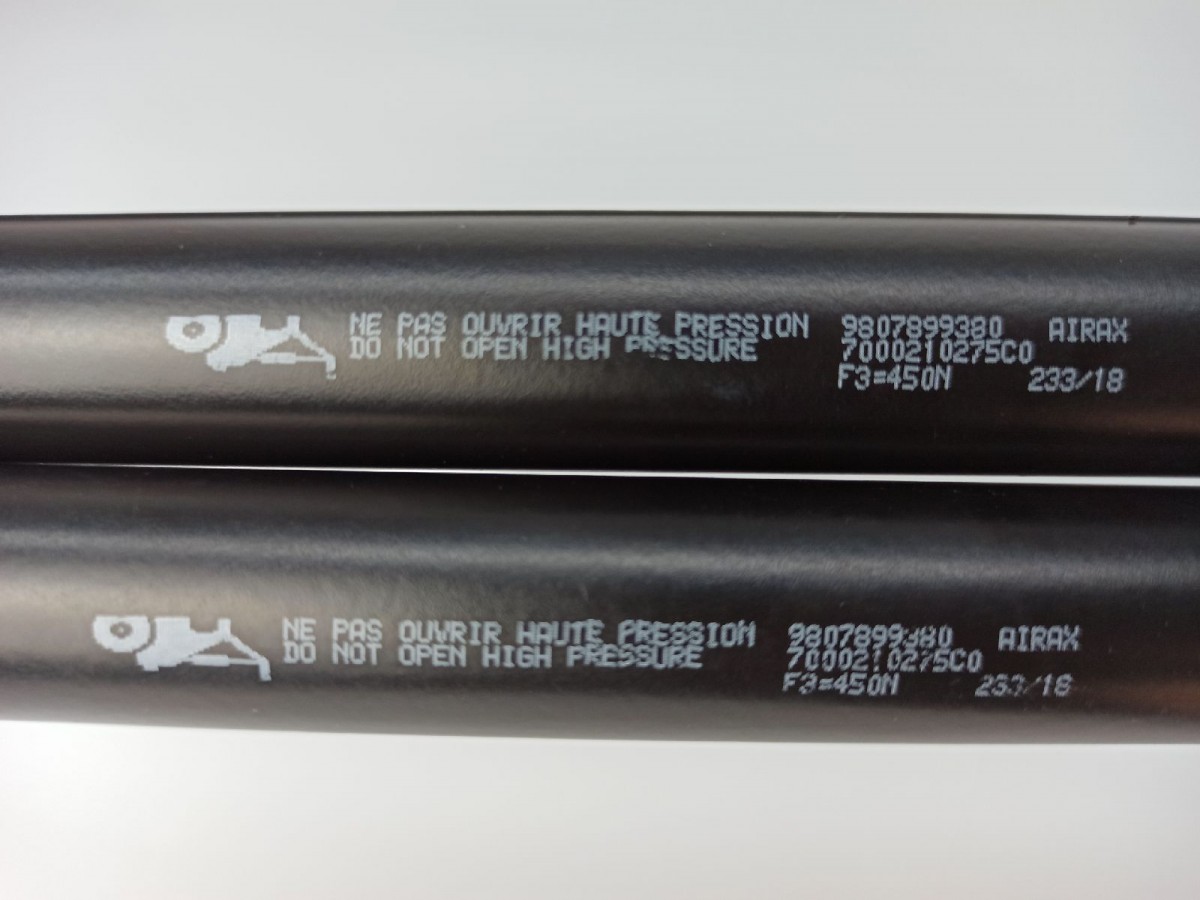 NE PAS OUVRIR HAUTE PRESSION 9807899380 AIRAX
DO NOT OPEN HIGH PRESSURE 7000210275C0
F3=450N 233/18
NE PAS OUVRIR HAUTE PRESSION 9807899380 AIRAX
DO NOT OPEN HIGH PRESSURE 7000210275C0
F3=450N 233/18